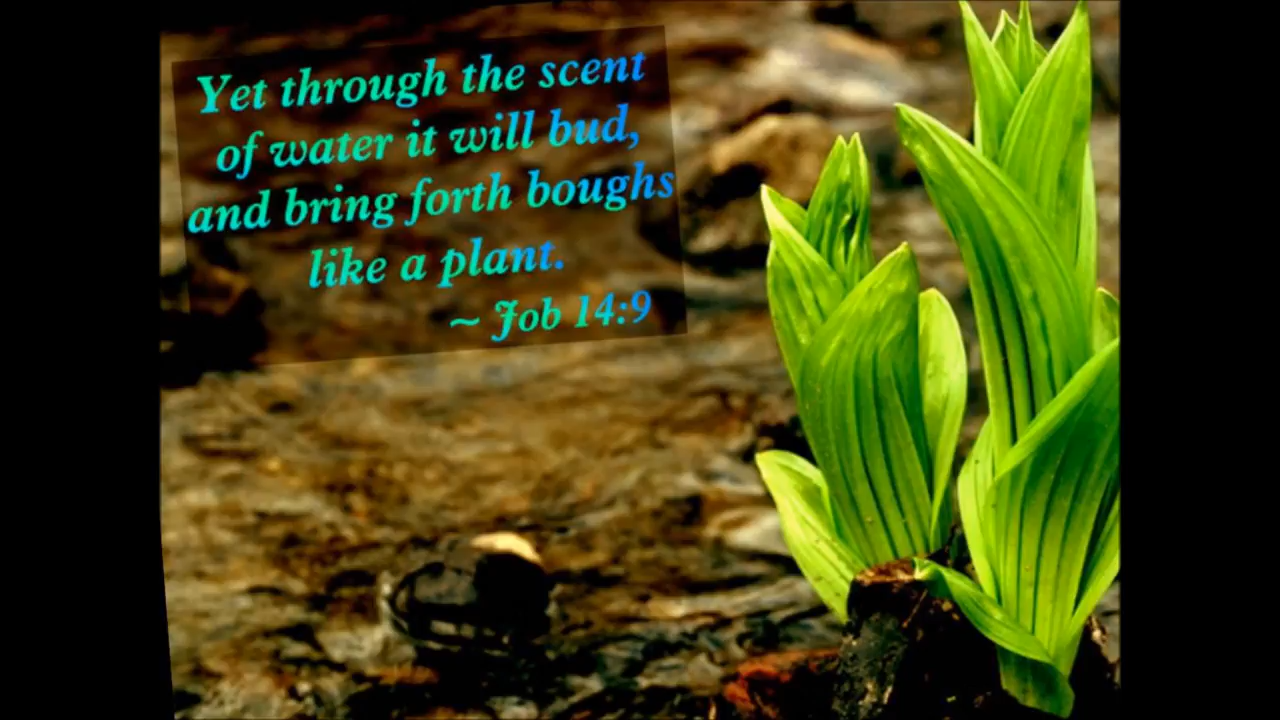 Yet through the scent
of water it will bud,
and bring forth boughs
like a plant.
~ Job 14:9